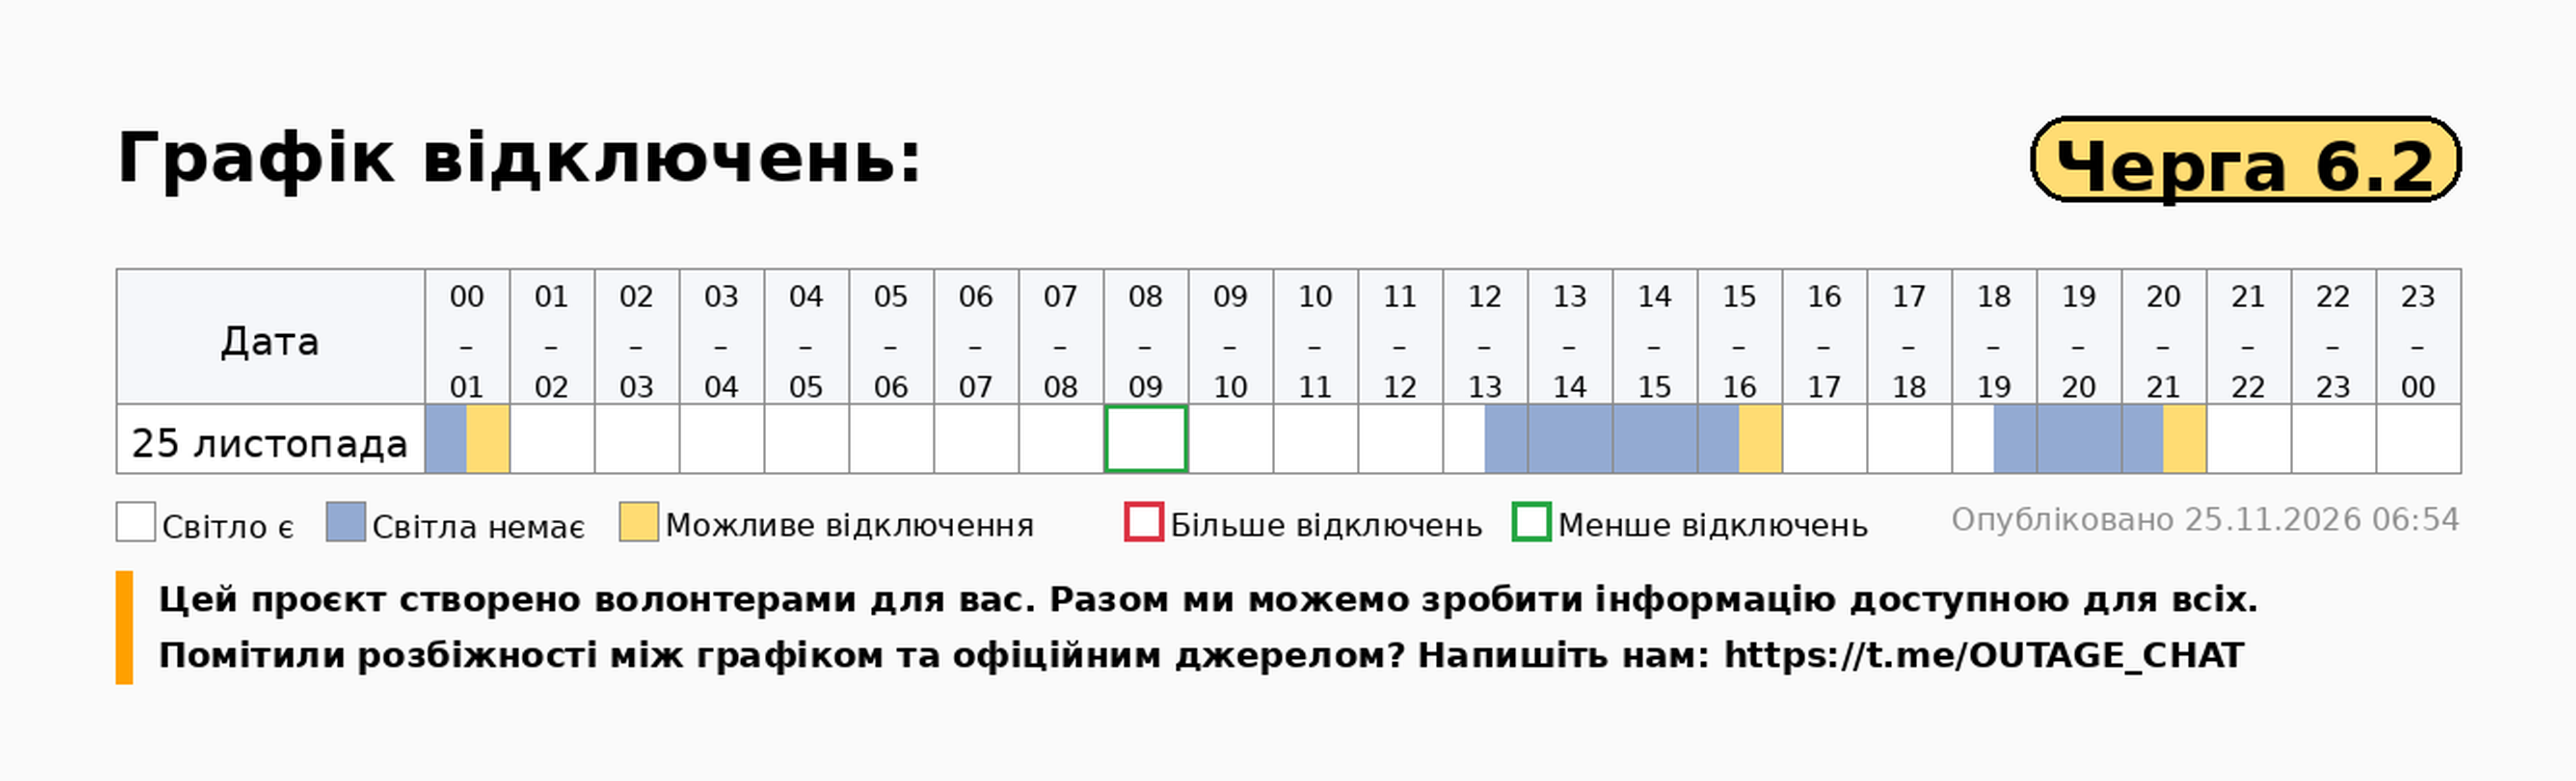 Графік відключень:
Черга 6.2
Дата
00 – 01
01 – 02
02 – 03
03 – 04
04 – 05
05 – 06
06 – 07
07 – 08
08 – 09
09 – 10
10 – 11
11 – 12
12 – 13
13 – 14
14 – 15
15 – 16
16 – 17
17 – 18
18 – 19
19 – 20
20 – 21
21 – 22
22 – 23
23 – 00
25 листопада
Світло є
Світла немає
Можливе відключення
Більше відключень
Менше відключень
Опубліковано 25.11.2026 06:54
Цей проєкт створено волонтерами для вас. Разом ми можемо зробити інформацію доступною для всіх.
Помітили розбіжності між графіком та офіційним джерелом? Напишіть нам: https://t.me/OUTAGE_CHAT